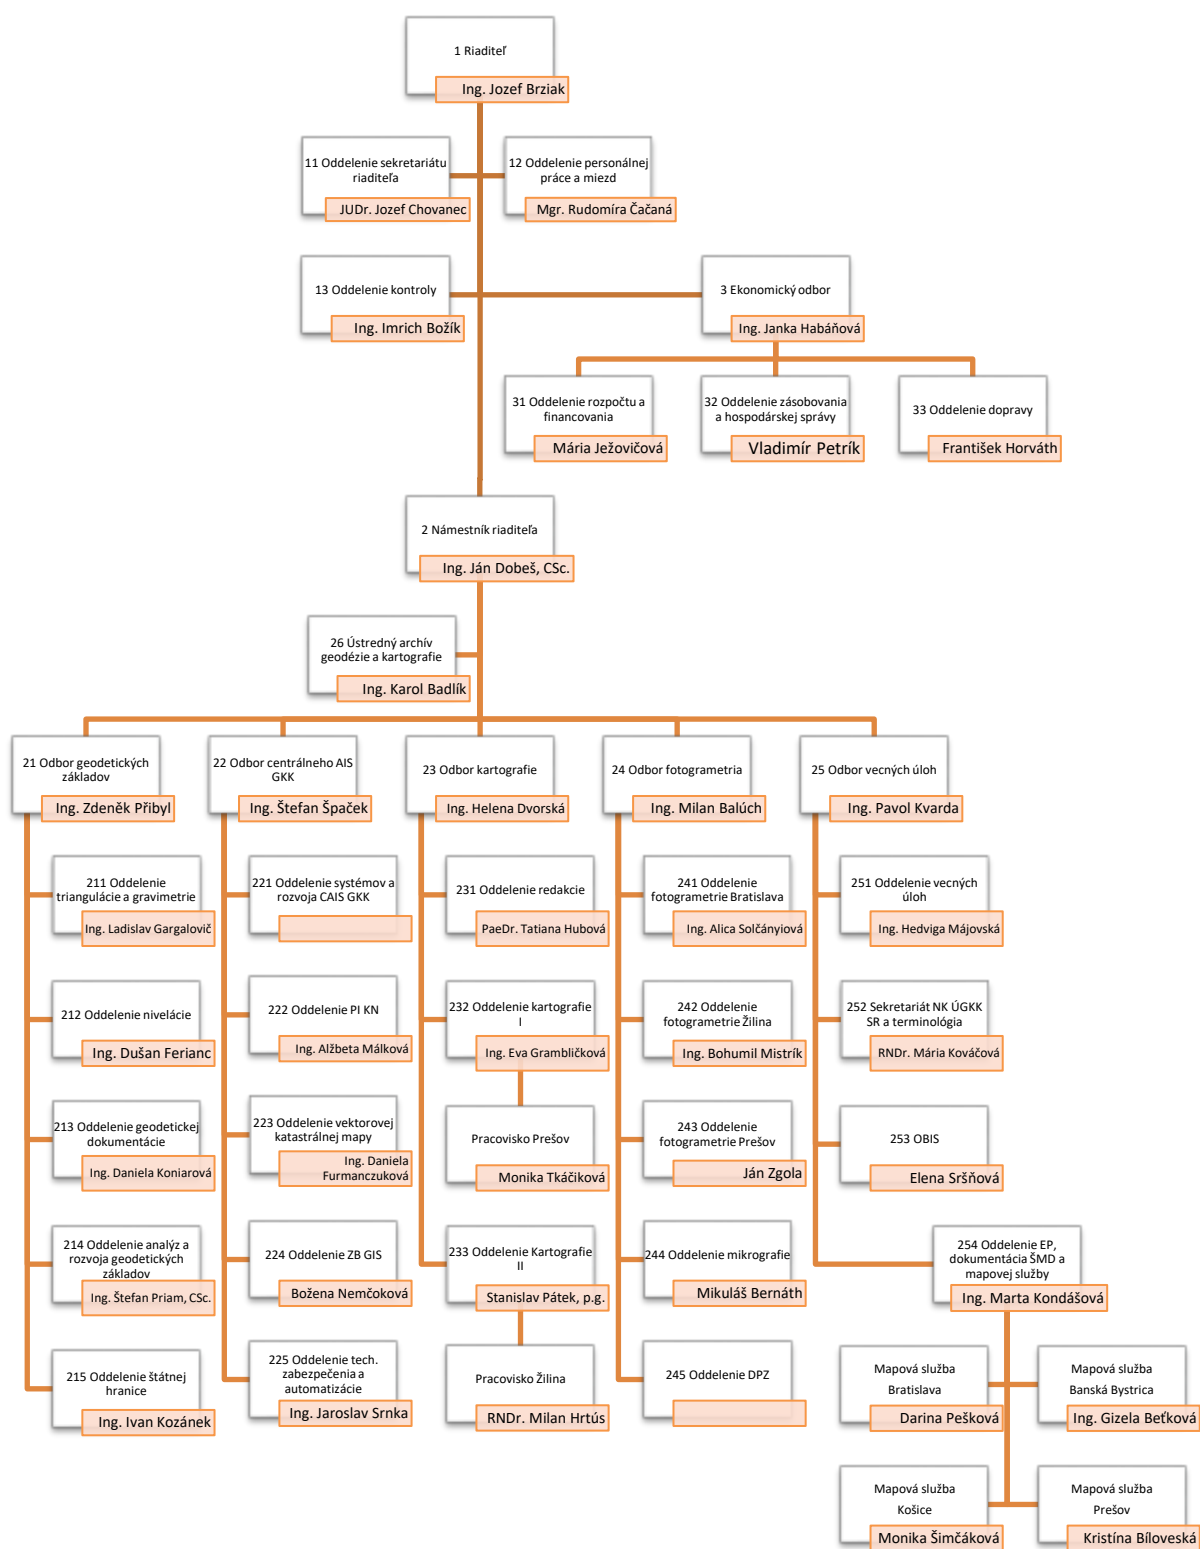 1 Riaditeľ
Ing. Jozef Brziak
11 Oddelenie sekretariátu
riaditeľa
JUDr. Jozef Chovanec
12 Oddelenie personálnej
práce a miezd
Mgr. Rudomíra Čačaná
13 Oddelenie kontroly
Ing. Imrich Božík
3 Ekonomický odbor
Ing. Janka Habáňová
31 Oddelenie rozpočtu a
financovania
Mária Ježovičová
32 Oddelenie zásobovania
a hospodárskej správy
Vladimír Petrík
33 Oddelenie dopravy
František Horváth
2 Námestník riaditeľa
Ing. Ján Dobeš, CSc.
26 Ústredný archív
geodézie a kartografie
Ing. Karol Badlík
21 Odbor geodetických
základov
Ing. Zdeněk Přibyl
22 Odbor centrálneho AIS
GKK
Ing. Štefan Špaček
23 Odbor kartografie
Ing. Helena Dvorská
24 Odbor fotogrametria
Ing. Milan Balúch
25 Odbor vecných úloh
Ing. Pavol Kvarda
211 Oddelenie
triangulácie a gravimetrie
Ing. Ladislav Gargalovič
221 Oddelenie systémov a
rozvoja CAIS GKK
231 Oddelenie redakcie
PaeDr. Tatiana Hubová
241 Oddelenie
fotogrametrie Bratislava
Ing. Alica Solčányiová
251 Oddelenie vecných
úloh
Ing. Hedviga Májovská
212 Oddelenie nivelácie
Ing. Dušan Ferianc
222 Oddelenie PI KN
Ing. Alžbeta Málková
232 Oddelenie kartografie
I
Ing. Eva Grambličková
242 Oddelenie
fotogrametrie Žilina
Ing. Bohumil Mistrík
252 Sekretariát NK ÚGKK
SR a terminológia
RNDr. Mária Kováčová
213 Oddelenie geodetickej
dokumentácie
Ing. Daniela Koniarová
223 Oddelenie vektorovej
katastrálnej mapy
Ing. Daniela
Furmanczuková
Pracovisko Prešov
Monika Tkáčiková
243 Oddelenie
fotogrametrie Prešov
Ján Zgola
253 OBIS
Elena Sršňová
214 Oddelenie analýz a
rozvoja geodetických
základov
Ing. Štefan Priam, CSc.
224 Oddelenie ZB GIS
Božena Nemčoková
233 Oddelenie Kartografie
II
Stanislav Pátek, p.g.
244 Oddelenie mikrografie
Mikuláš Bernáth
254 Oddelenie EP,
dokumentácia ŠMD a
mapovej služby
Ing. Marta Kondášová
215 Oddelenie štátnej
hranice
Ing. Ivan Kozánek
225 Oddelenie tech.
zabezpečenia a
automatizácie
Ing. Jaroslav Srnka
Pracovisko Žilina
RNDr. Milan Hrtús
245 Oddelenie DPZ
Mapová služba
Bratislava
Darina Pešková
Mapová služba
Banská Bystrica
Ing. Gizela Beťková
Mapová služba
Košice
Monika Šimčáková
Mapová služba
Prešov
Kristína Bíloveská